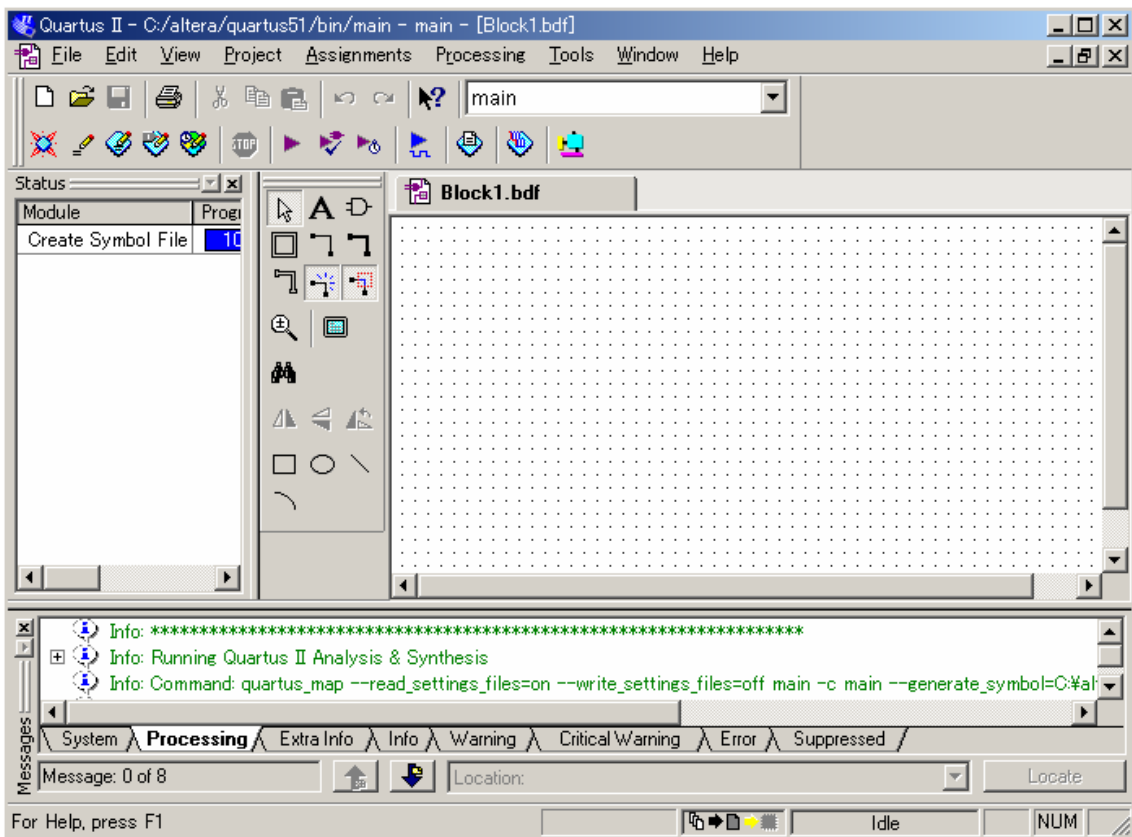 Quartus II - C:/altera/quartus51/bin/main - main - [Block1.bdf]
File Edit View Project Assignments Processing Tools Window Help
main
STOP
Status
Module Progr
Create Symbol File 10
A
Block1.bdf
Info: *******************************************************************
Info: Running Quartus II Analysis & Synthesis
Info: Command: quartus_map --read_settings_files=on --write_settings_files=off main -c main --generate_symbol=C:¥al
Messages
System Processing Extra Info Info Warning Critical Warning Error Suppressed
Message: 0 of 8 Location: Locate
For Help, press F1 Idle NUM